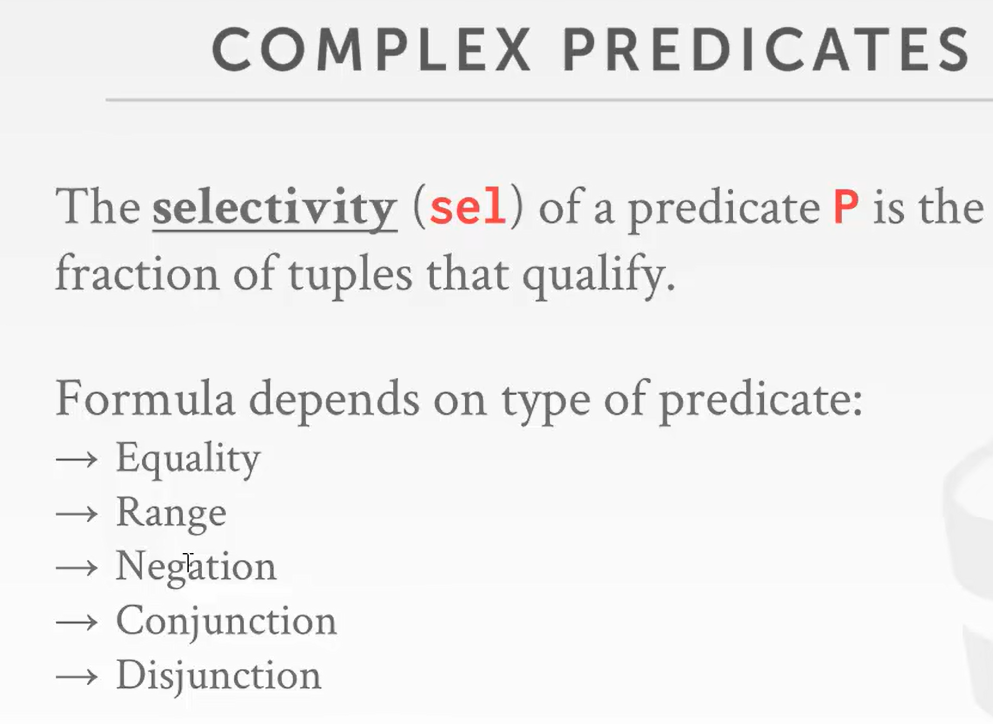 COMPLEX PREDICATES
The selectivity (sel) of a predicate P is the
fraction of tuples that qualify.
Formula depends on type of predicate:
→ Equality
→ Range
→ Negation
→ Conjunction
→ Disjunction